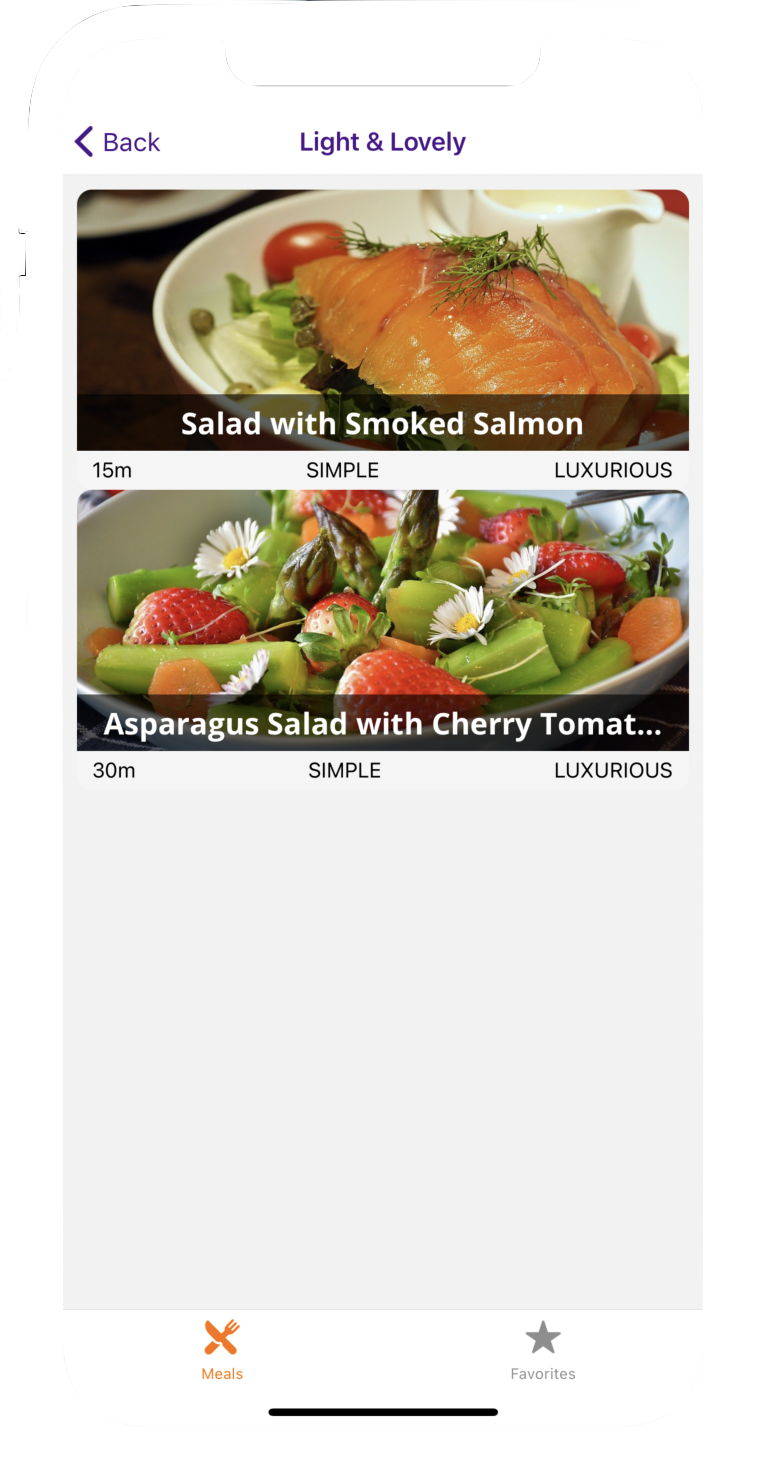 Back
Light & Lovely
Salad with Smoked Salmon
15m SIMPLE LUXURIOUS
Asparagus Salad with Cherry Tomat...
30m SIMPLE LUXURIOUS
Meals
Favorites